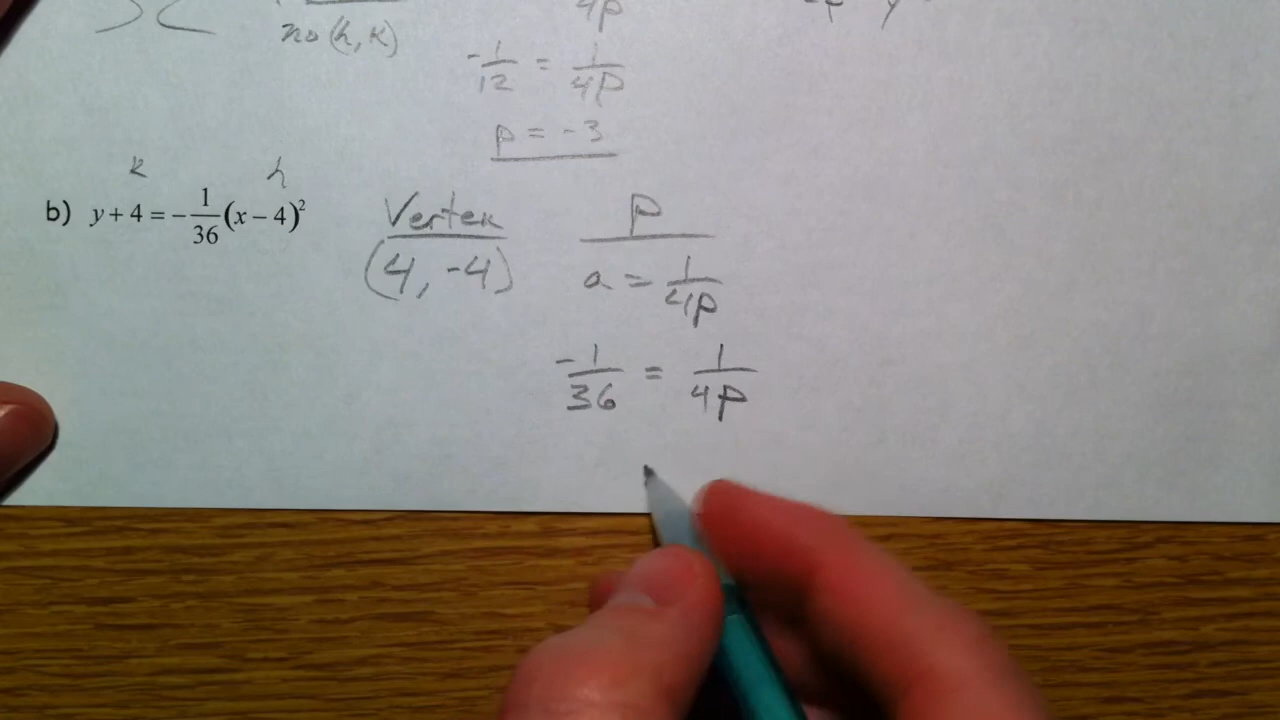 no (h, k)
4p
-1/12 = 1/4p
p = -3
k h
b) y + 4 = -1/36 (x - 4)²
Vertex p
(4, -4) a = 1/4p
-1/36 = 1/4p